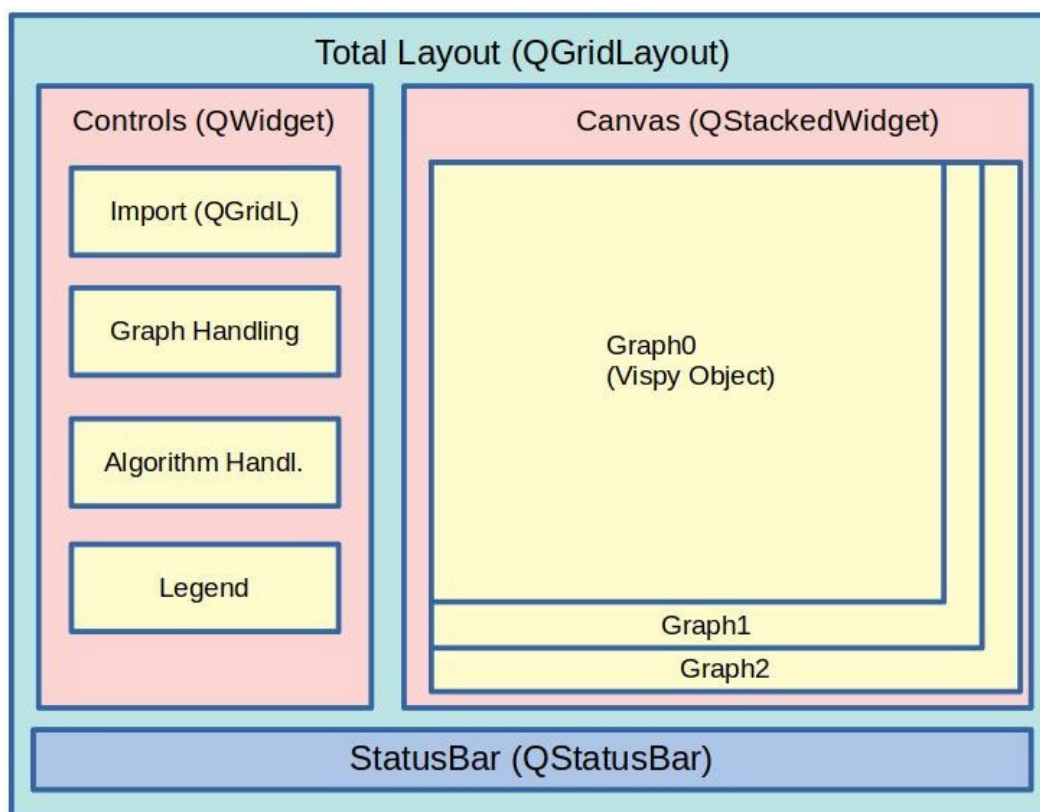 Total Layout (QGridLayout)
Controls (QWidget)
Import (QGridL)
Graph Handling
Algorithm Handl.
Legend
Canvas (QStackedWidget)
Graph0
(Vispy Object)
Graph1
Graph2
StatusBar (QStatusBar)